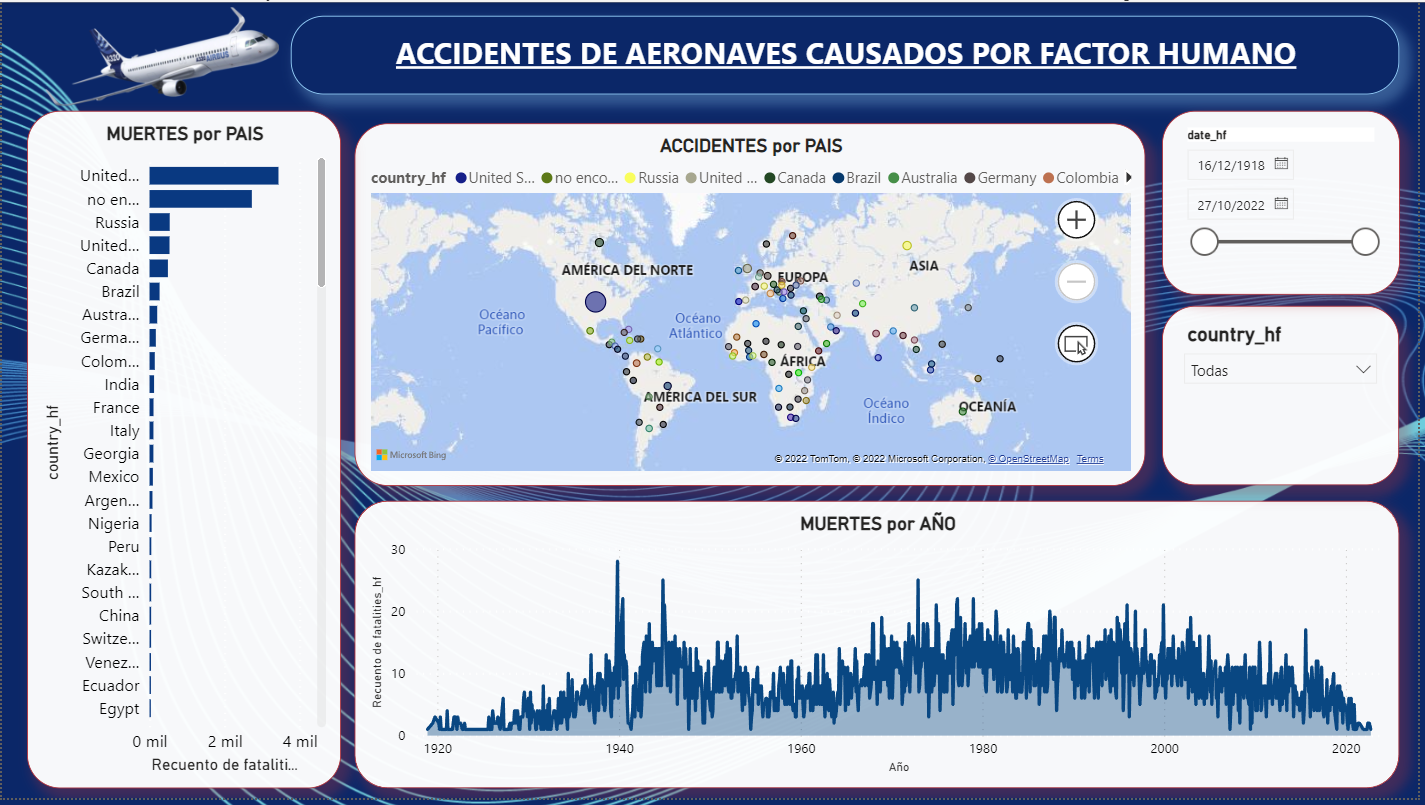 ACCIDENTES DE AERONAVES CAUSADOS POR FACTOR HUMANO
AIRBUS
MUERTES por PAIS
country_hf
United...
no en...
Russia
United...
Canada
Brazil
Austra...
Germa...
Colom...
India
France
Italy
Georgia
Mexico
Argen...
Nigeria
Peru
Kazak...
South ...
China
Switze...
Venez...
Ecuador
Egypt
0 mil 2 mil 4 mil
Recuento de fataliti...
ACCIDENTES por PAIS
country_hf United S... no enco... Russia United ... Canada Brazil Australia Germany Colombia
AMÉRICA DEL NORTE
EUROPA
ASIA
Océano
Pacífico
Océano
Atlántico
ÁFRICA
AMÉRICA DEL SUR
Océano
Índico
OCEANÍA
Microsoft Bing
© 2022 TomTom, © 2022 Microsoft Corporation, © OpenStreetMap Terms
date_hf
16/12/1918
27/10/2022
country_hf
Todas
MUERTES por AÑO
Recuento de fatalities_hf
30
20
10
0
1920 1940 1960 1980 2000 2020
Año